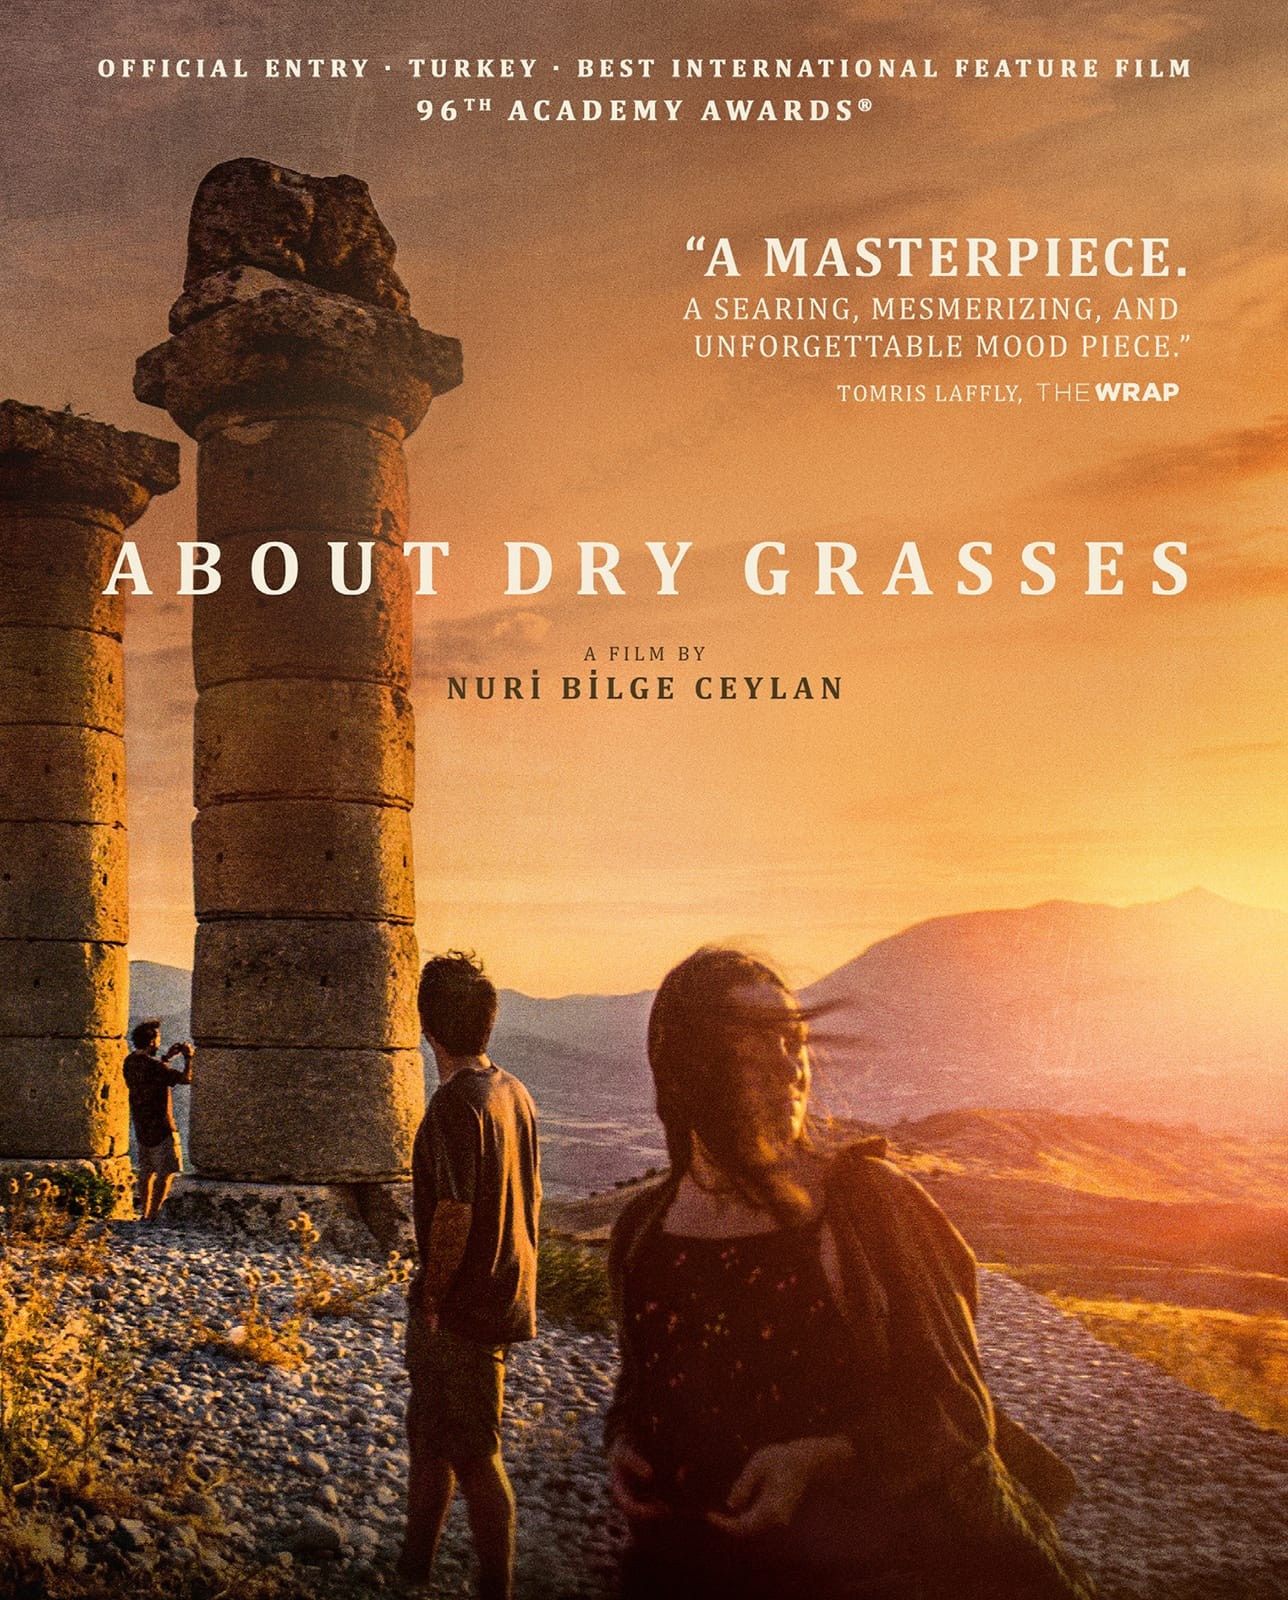 OFFICIAL ENTRY · TURKEY · BEST INTERNATIONAL FEATURE FILM
96TH ACADEMY AWARDS®
“A MASTERPIECE.
A SEARING, MESMERIZING, AND
UNFORGETTABLE MOOD PIECE.”
TOMRIS LAFFLY, THEWRAP
ABOUT DRY GRASSES
A FILM BY
NURİ BİLGE CEYLAN